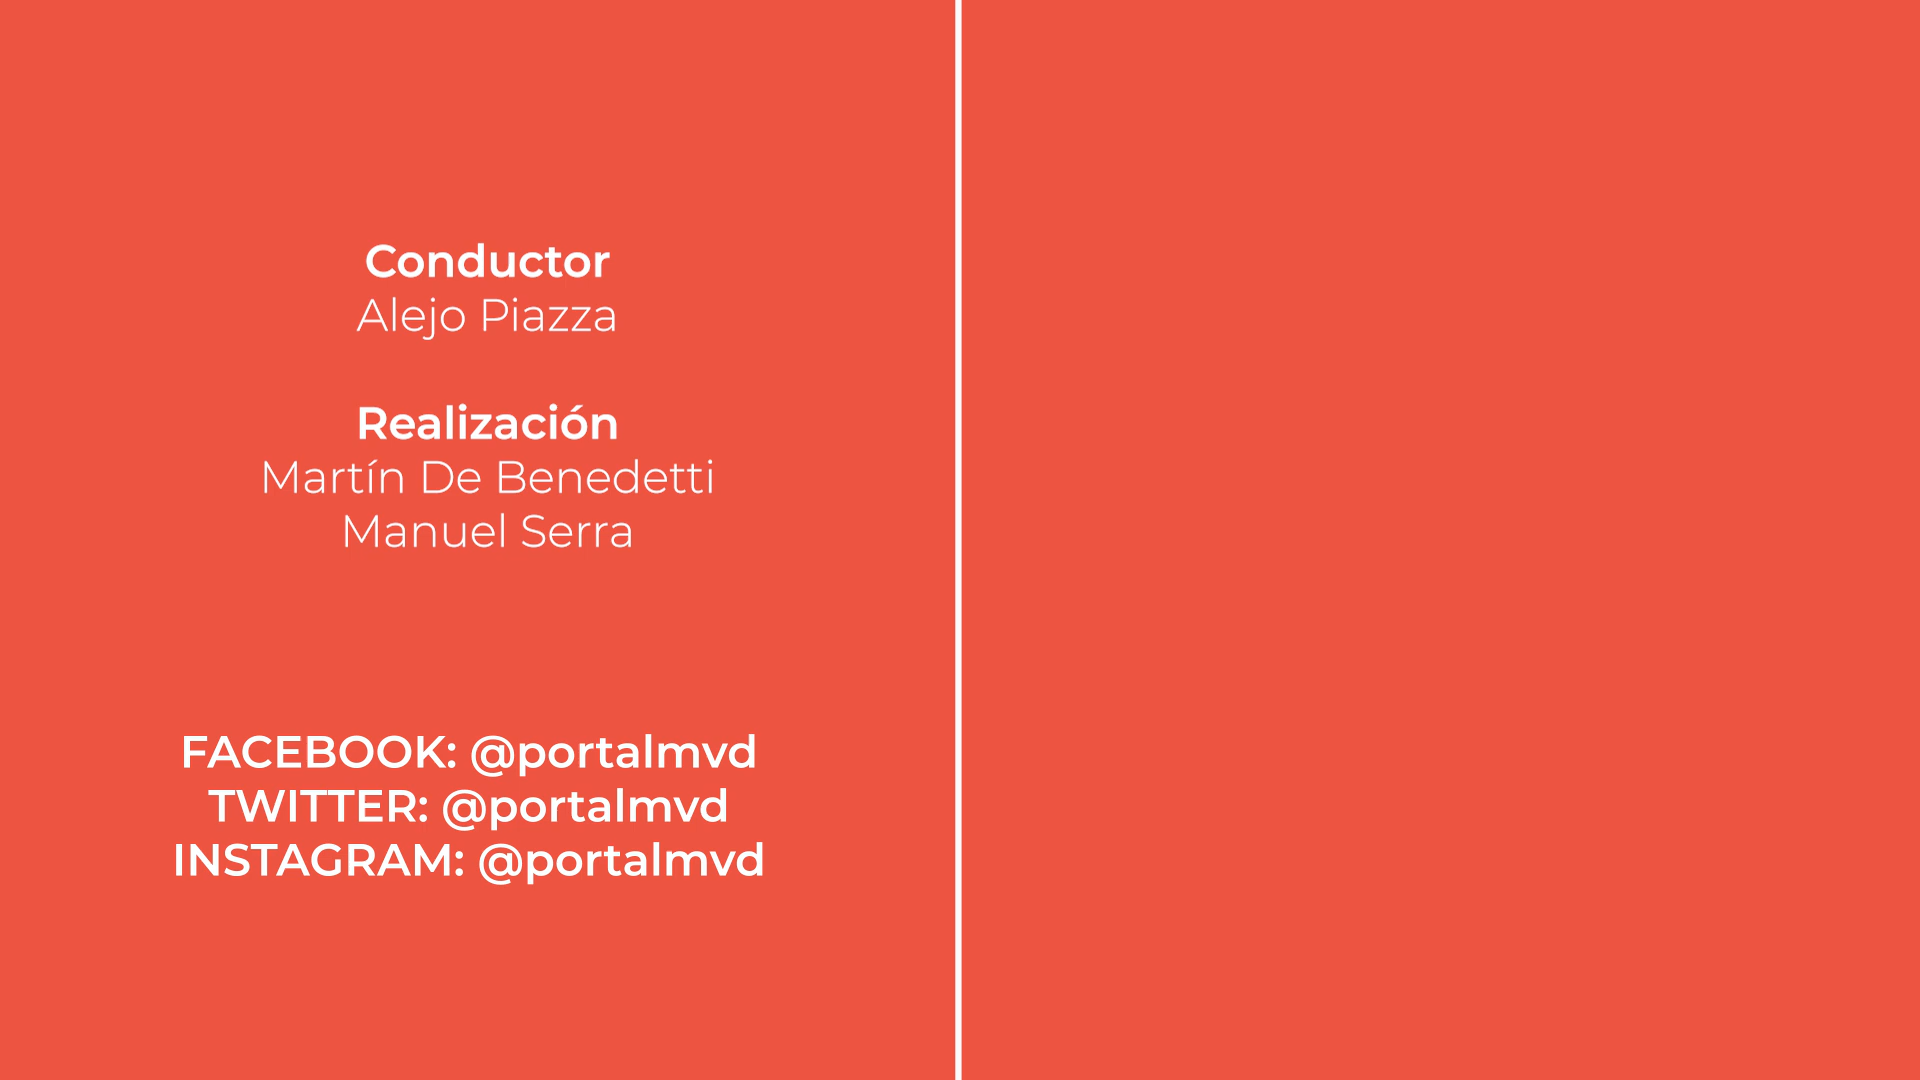 Conductor
Alejo Piazza
Realización
Martín De Benedetti
Manuel Serra
FACEBOOK: @portalmvd
TWITTER: @portalmvd
INSTAGRAM: @portalmvd